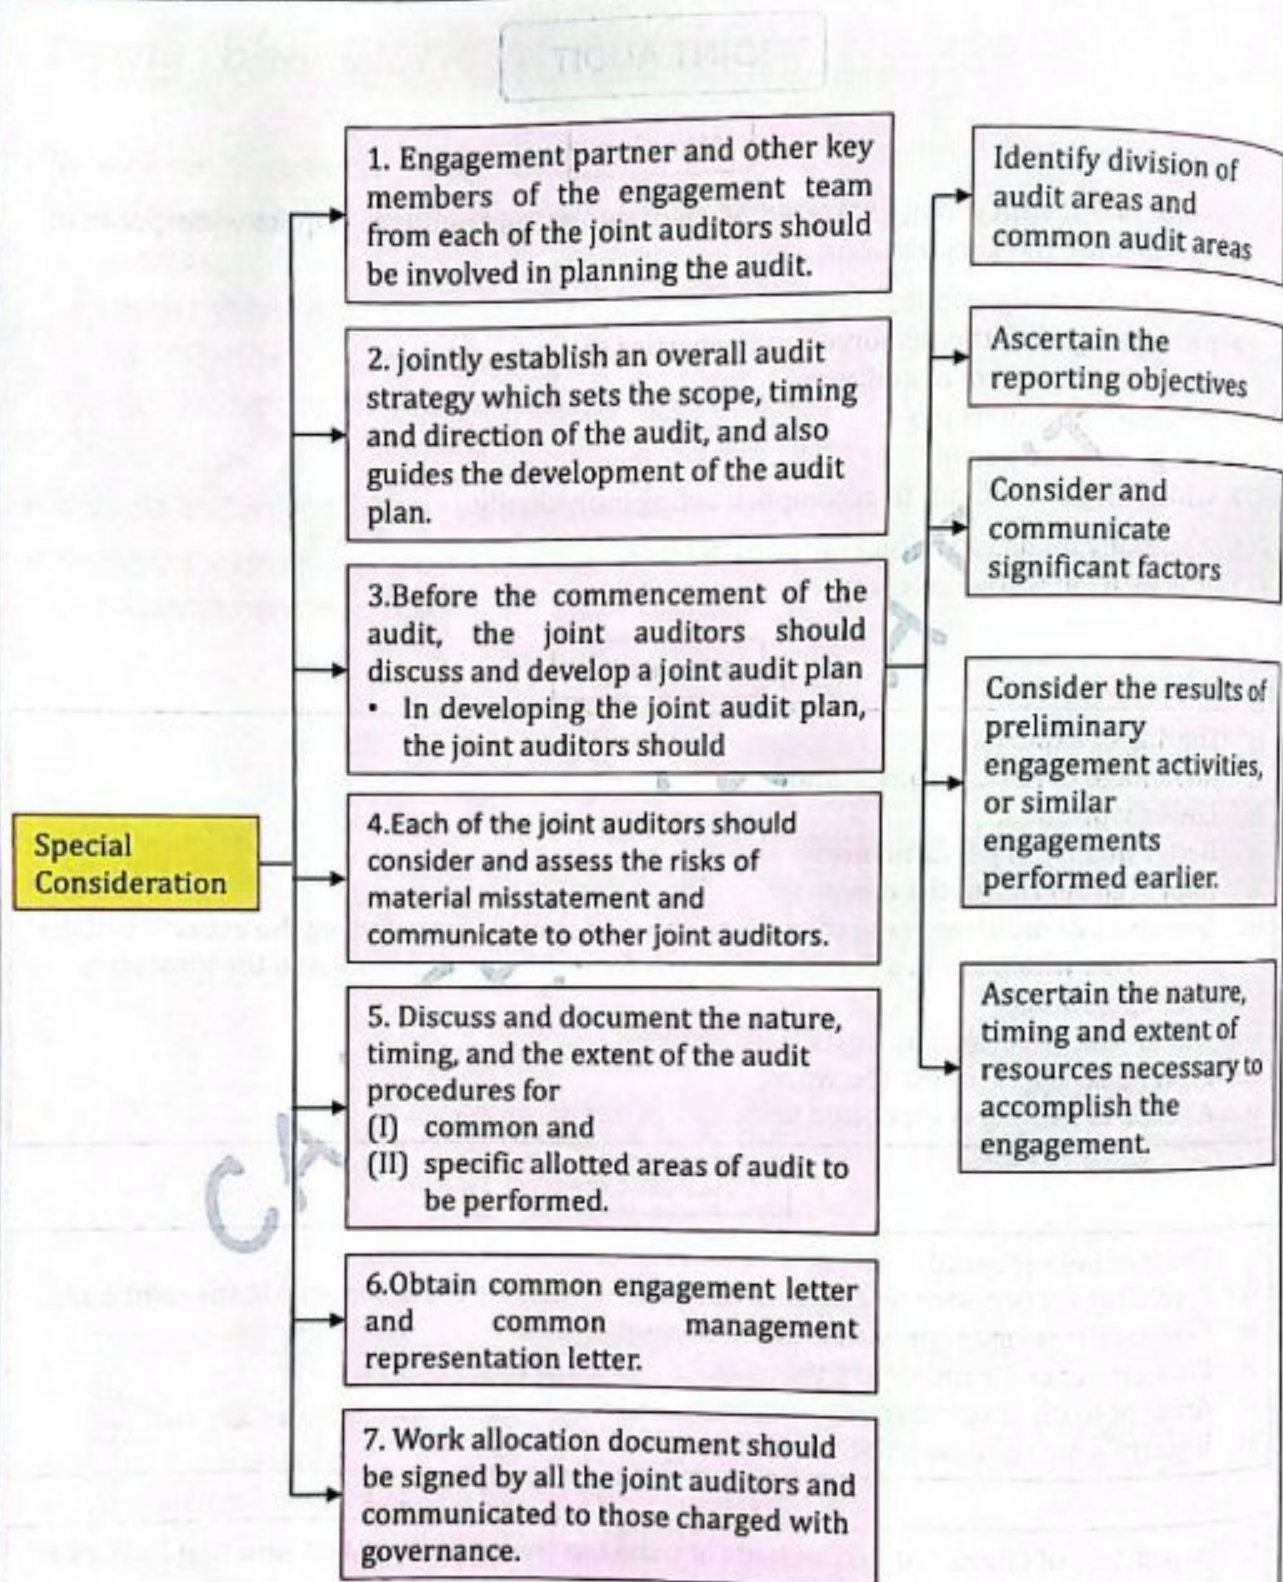 1. Engagement partner and other key
members of the engagement team
from each of the joint auditors should
be involved in planning the audit.
2. jointly establish an overall audit
strategy which sets the scope, timing
and direction of the audit, and also
guides the development of the audit
plan.
3.Before the commencement of the
audit, the joint auditors should
discuss and develop a joint audit plan
• In developing the joint audit plan,
the joint auditors should
Identify division of
audit areas and
common audit areas
Ascertain the
reporting objectives
Consider and
communicate
significant factors
Consider the results of
preliminary
engagement activities,
or similar
engagements
performed earlier.
Ascertain the nature,
timing and extent of
resources necessary to
accomplish the
engagement.
Special
Consideration
4.Each of the joint auditors should
consider and assess the risks of
material misstatement and
communicate to other joint auditors.
5. Discuss and document the nature,
timing, and the extent of the audit
procedures for
(I) common and
(II) specific allotted areas of audit to
be performed.
6.Obtain common engagement letter
and common management
representation letter.
7. Work allocation document should
be signed by all the joint auditors and
communicated to those charged with
governance.